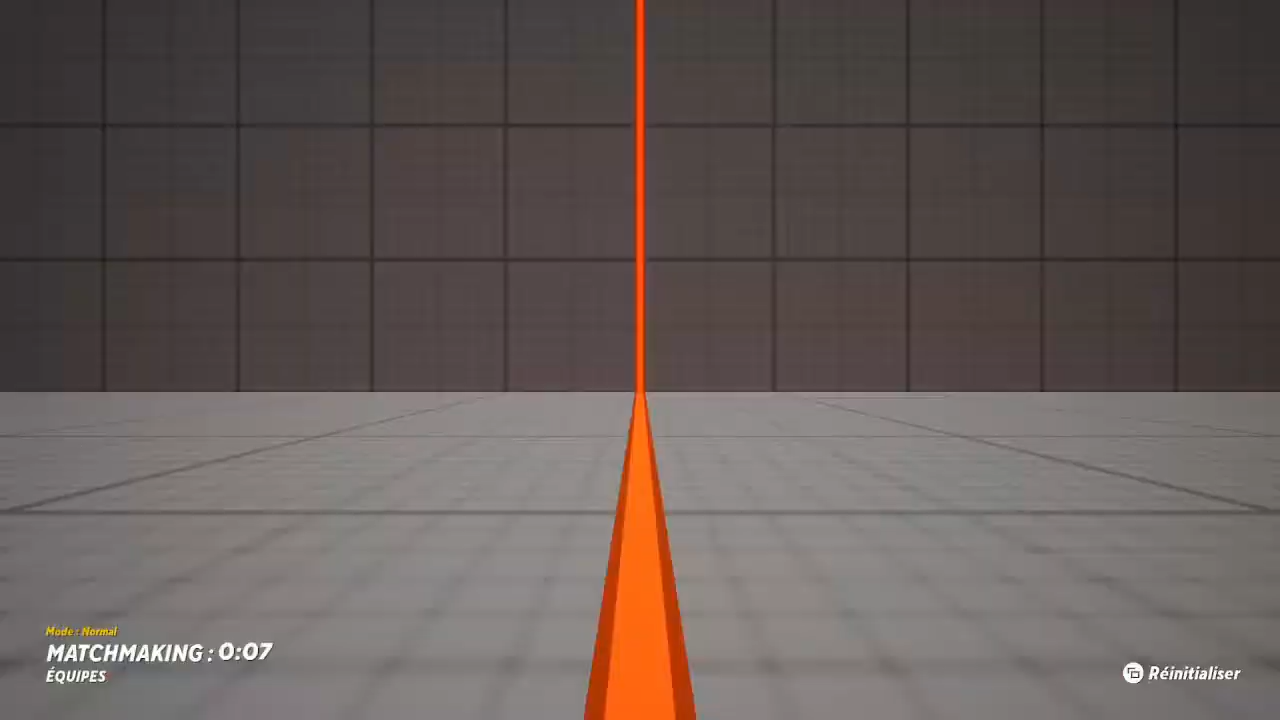 Mode : Normal
MATCHMAKING : 0:07
ÉQUIPES
Réinitialiser